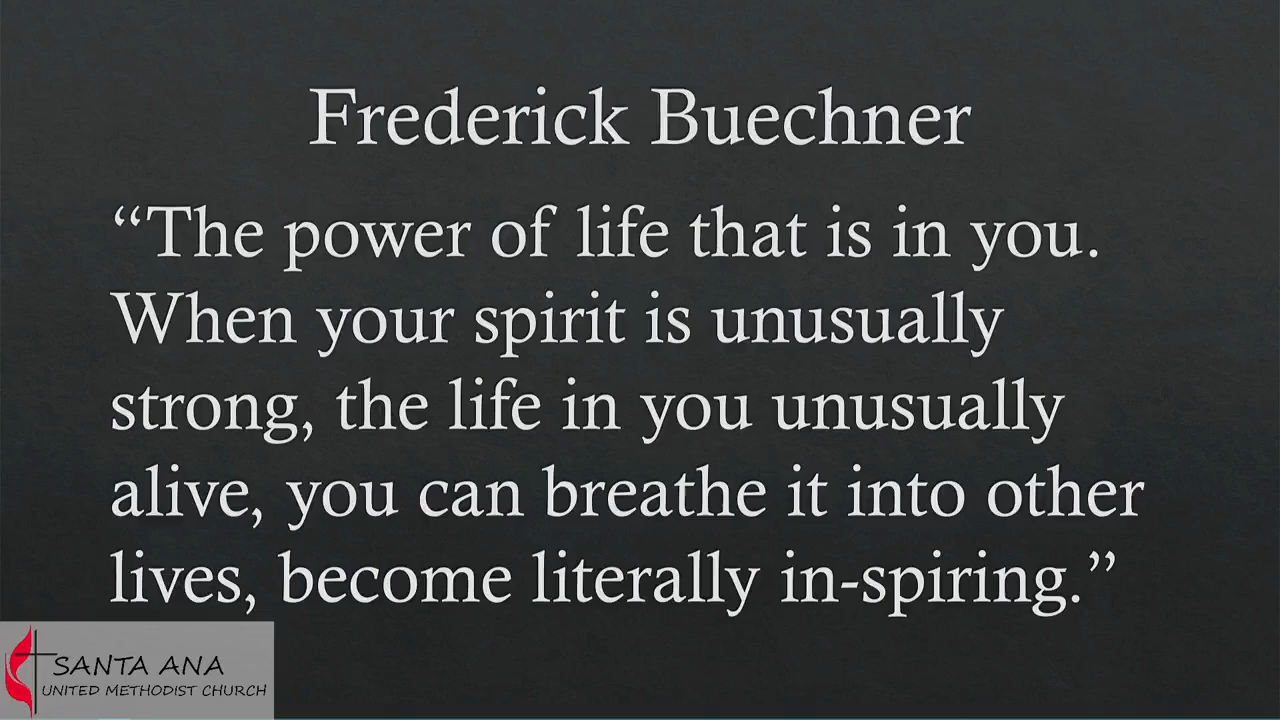 Frederick Buechner
“The power of life that is in you.
When your spirit is unusually
strong, the life in you unusually
alive, you can breathe it into other
lives, become literally in-spiring.”
SANTA ANA
UNITED METHODIST CHURCH